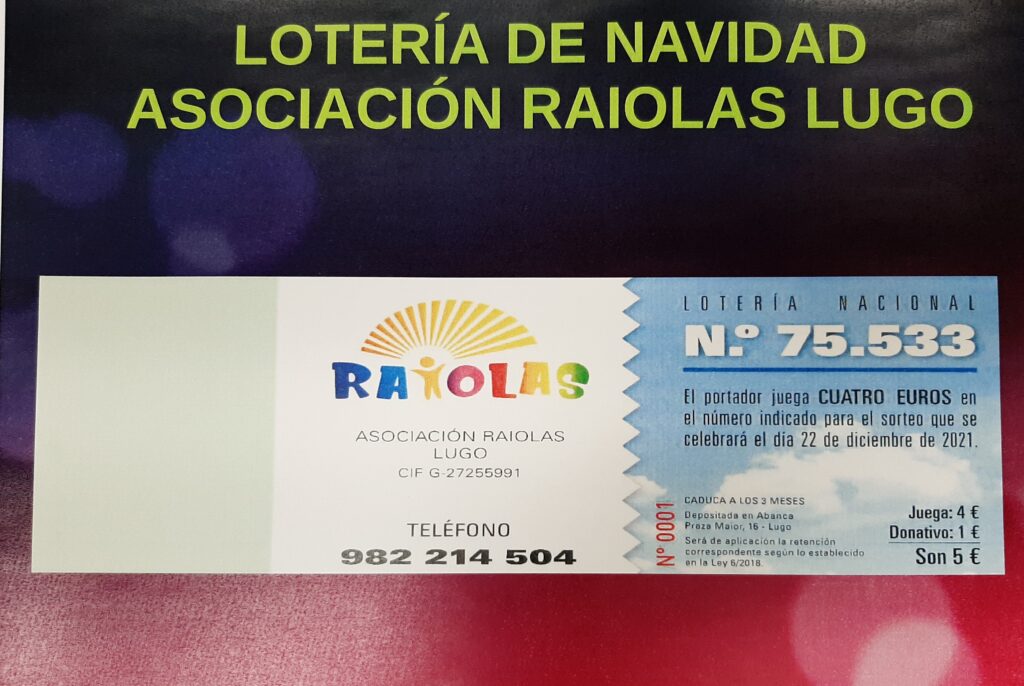 LOTERÍA DE NAVIDAD
ASOCIACIÓN RAIOLAS LUGO
RAIOLAS
ASOCIACIÓN RAIOLAS
LUGO
CIF G-27255991
TELÉFONO
982 214 504
LOTERÍA NACIONAL
N.º 75.533
El portador juega CUATRO EUROS en
el número indicado para el sorteo que se
celebrará el día 22 de diciembre de 2021.
Nº 0001
CADUCA A LOS 3 MESES
Depositada en Abanca
Praza Maior, 16 - Lugo
Será de aplicación la retención
correspondente según lo establecido
en la Ley 6/2018.
Juega: 4 €
Donativo: 1 €
Son 5 €